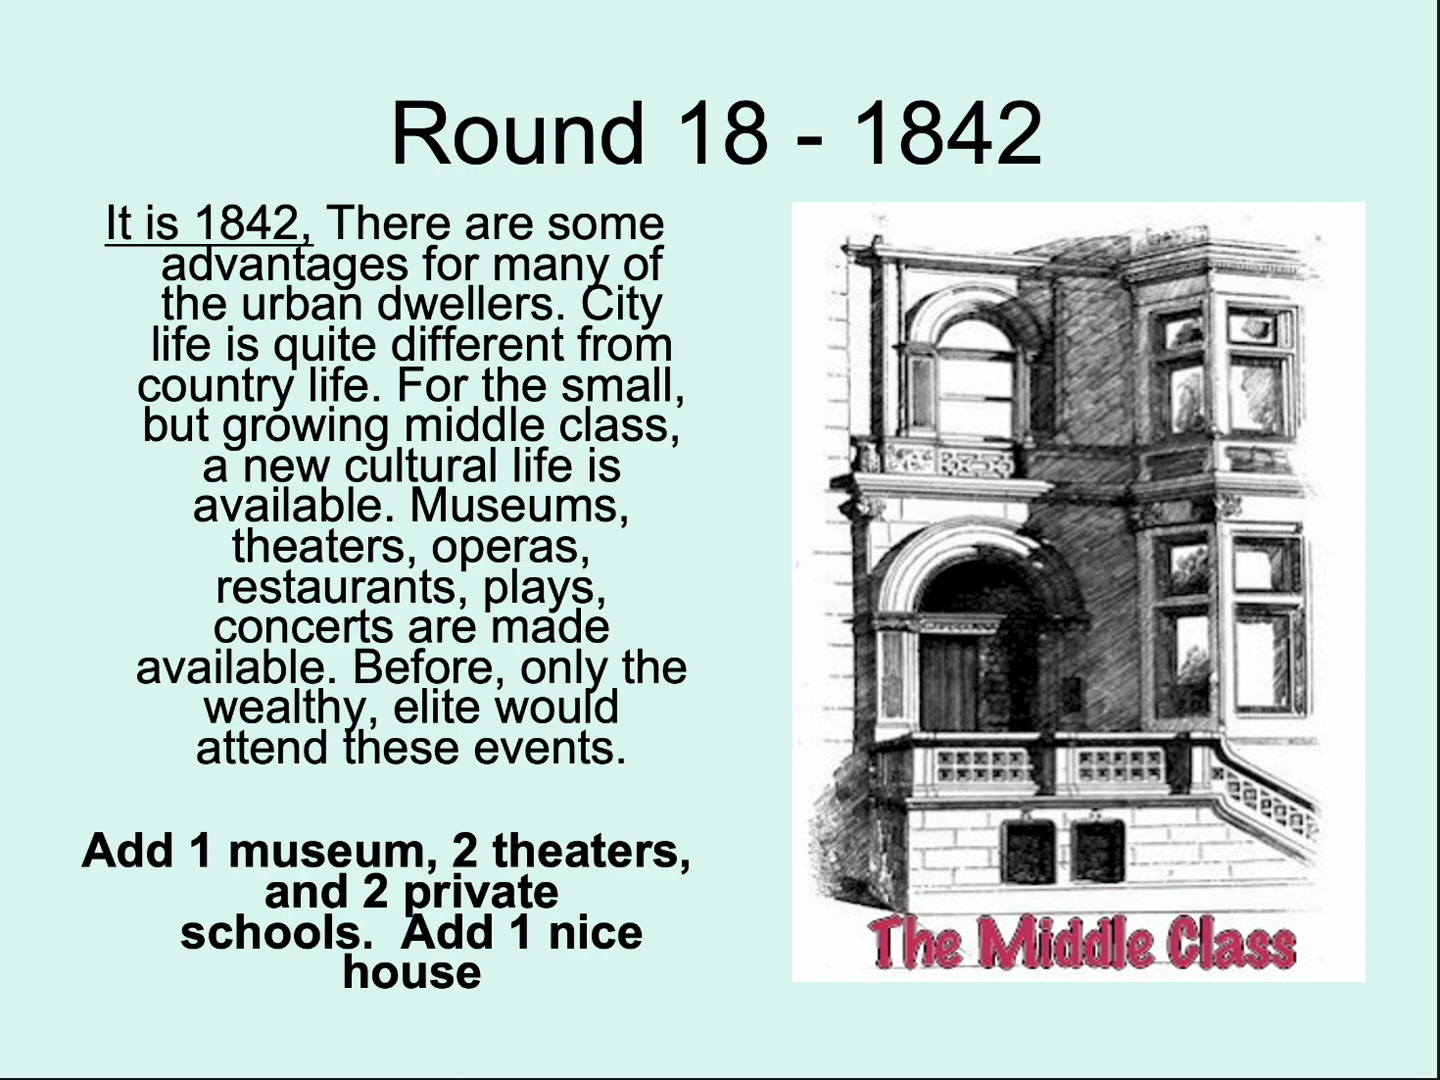 Round 18 - 1842
It is 1842, There are some
advantages for many of
the urban dwellers. City
life is quite different from
country life. For the small,
but growing middle class,
a new cultural life is
available. Museums,
theaters, operas,
restaurants, plays,
concerts are made
available. Before, only the
wealthy, elite would
attend these events.
Add 1 museum, 2 theaters,
and 2 private
schools.  Add 1 nice
house
The Middle Class